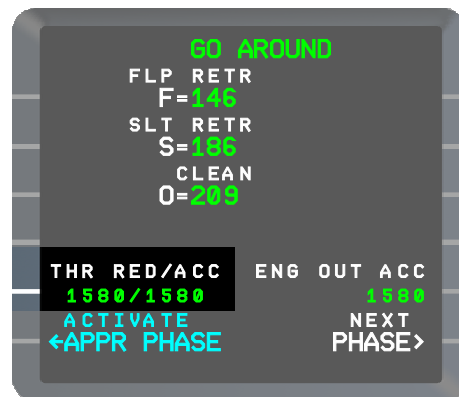 GO AROUND
FLP RETR
F=146
SLT RETR
S=186
CLEAN
O=209
THR RED/ACC ENG OUT ACC
1580/1580 1580
ACTIVATE NEXT
←APPR PHASE PHASE>